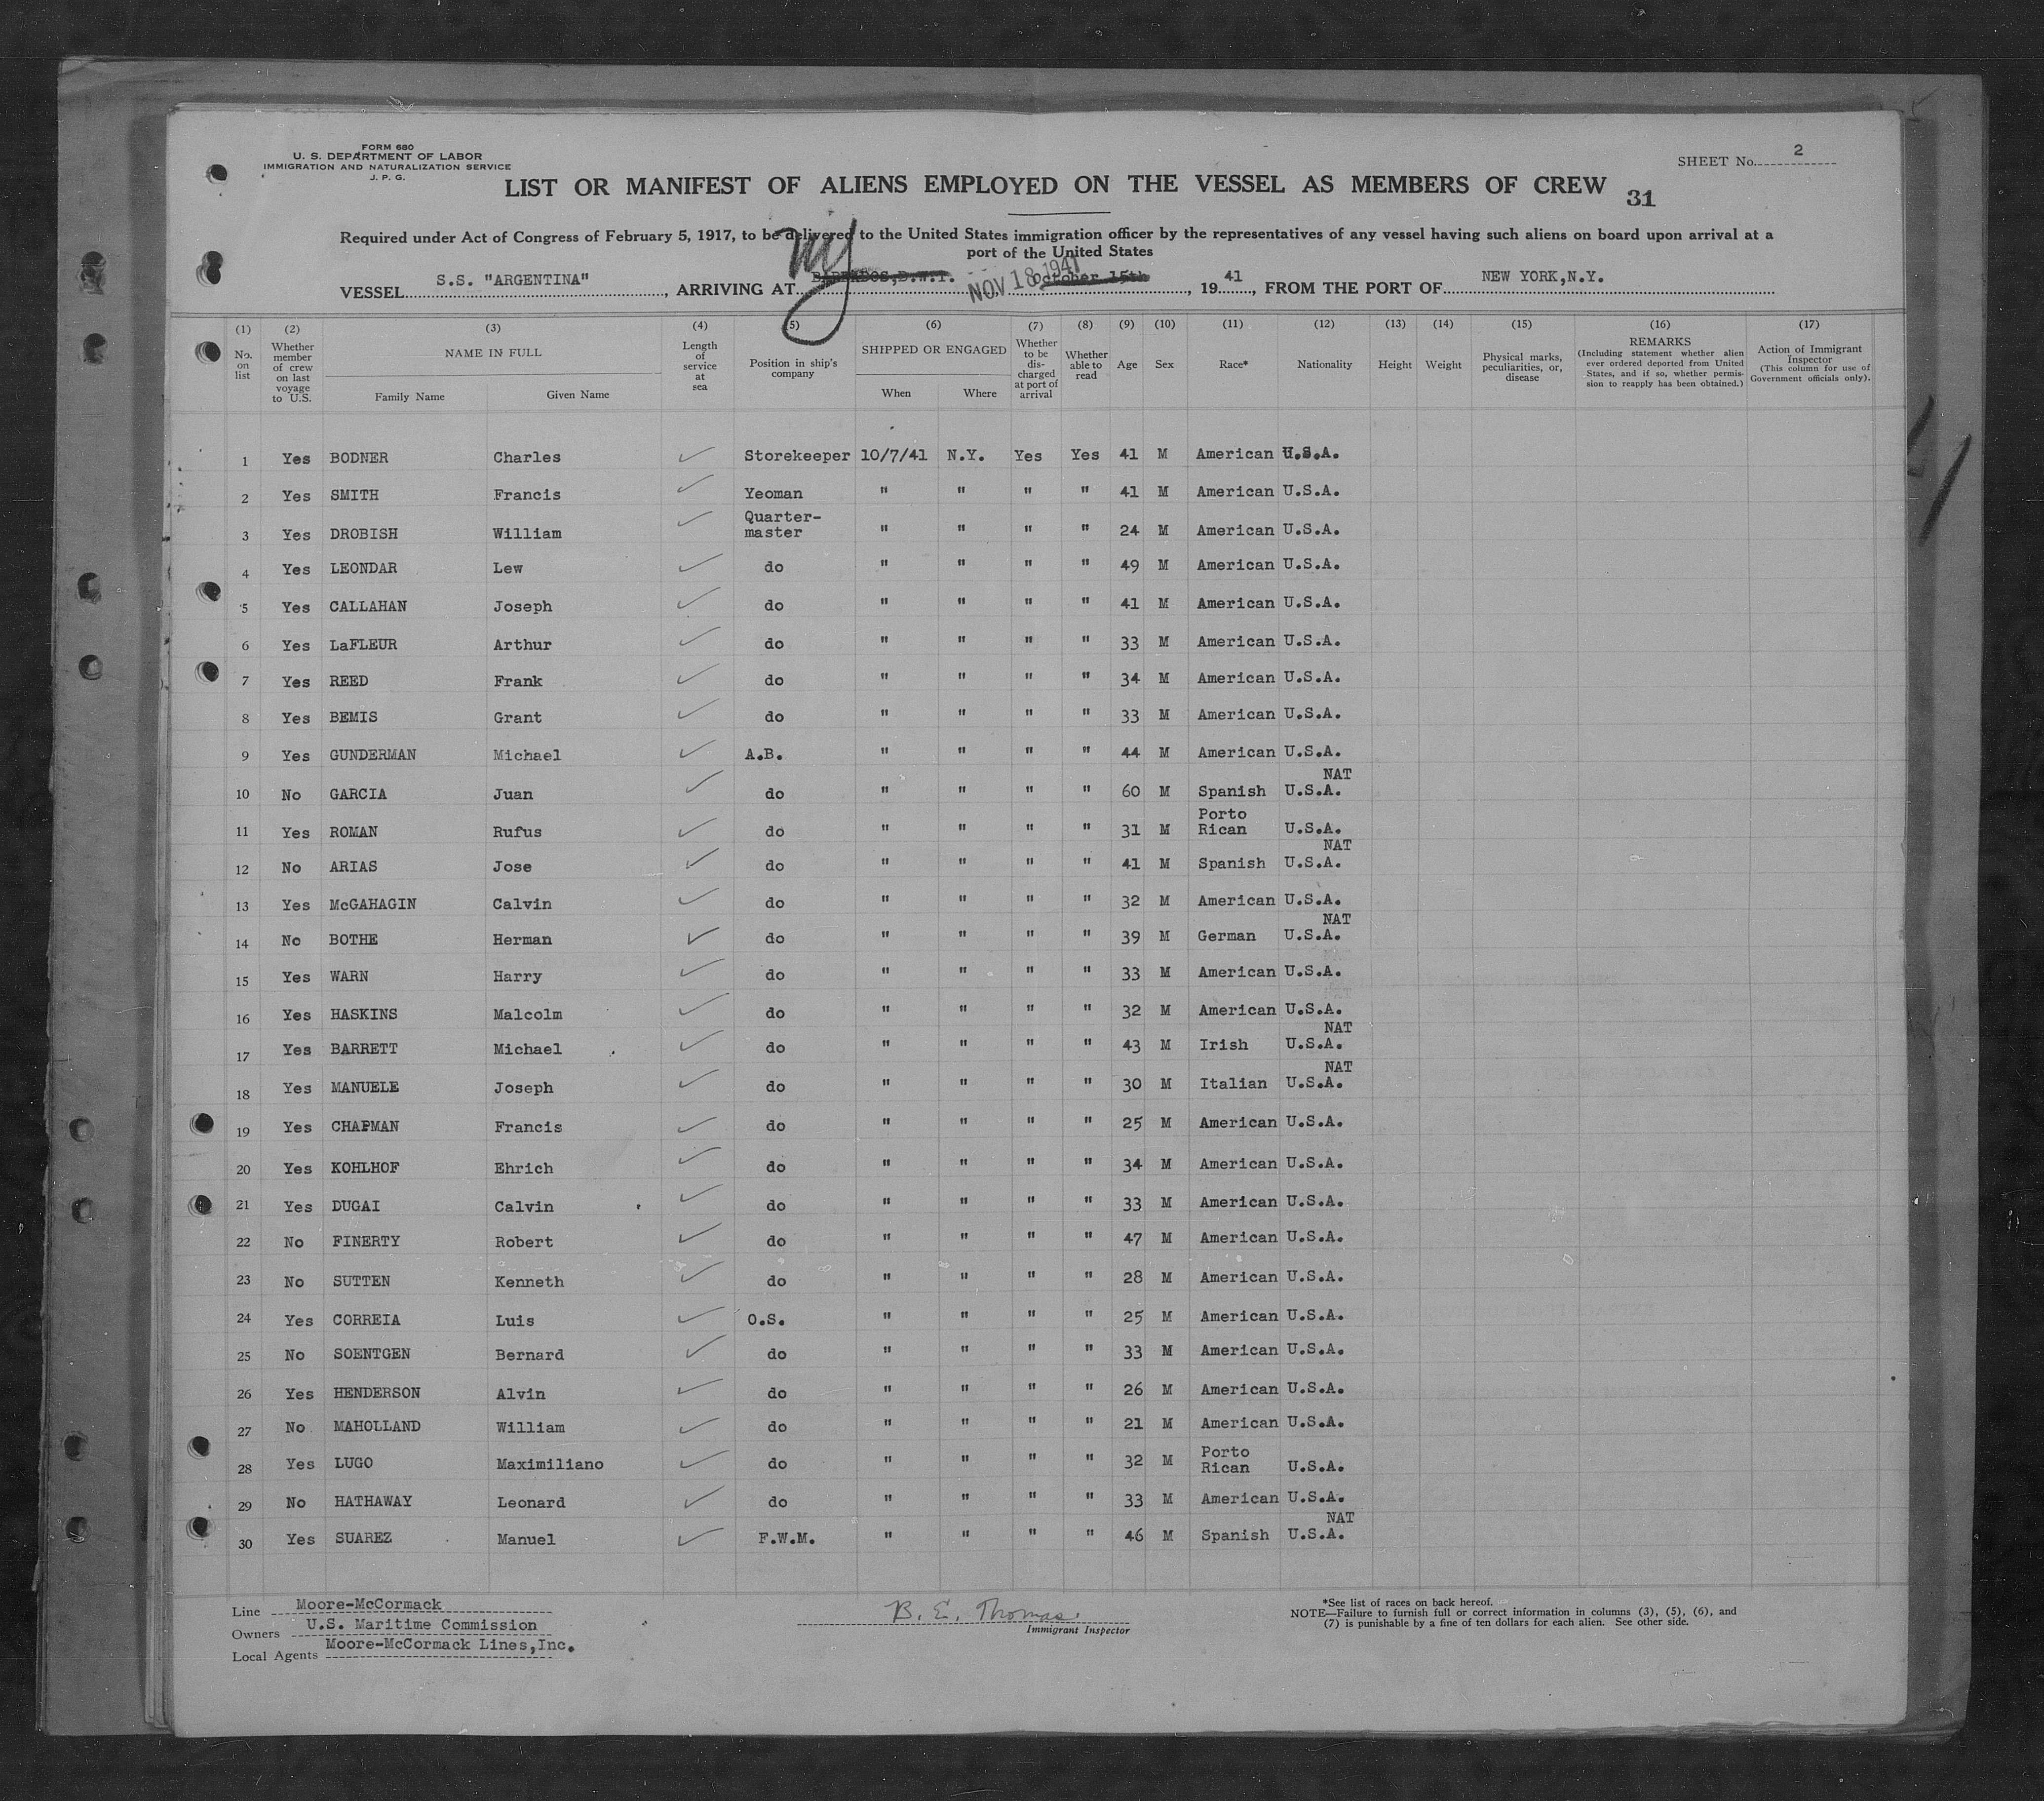 FORM 680
U. S. DEPARTMENT OF LABOR
IMMIGRATION AND NATURALIZATION SERVICE
J. P. G.
SHEET No. 2
LIST OR MANIFEST OF ALIENS EMPLOYED ON THE VESSEL AS MEMBERS OF CREW 31
Required under Act of Congress of February 5, 1917, to be delivered to the United States immigration officer by the representatives of any vessel having such aliens on board upon arrival at a
port of the United States
VESSEL S.S. "ARGENTINA", ARRIVING AT BARBADOS,B.W.I. NY NOV 18 1941 October 15th, 19 41, FROM THE PORT OF NEW YORK,N.Y.
(1) (2) (3) (4) (5) (6) (7) (8) (9) (10) (11) (12) (13) (14) (15) (16) (17)
No. on list Whether member of crew on last voyage to U.S. NAME IN FULL Family Name Given Name Length of service at sea Position in ship's company SHIPPED OR ENGAGED When Where Whether to be discharged at port of arrival Whether able to read Age Sex Race* Nationality Height Weight Physical marks, peculiarities, or, disease REMARKS (Including statement whether alien ever ordered deported from United States, and if so, whether permission to reapply has been obtained.) Action of Immigrant Inspector (This column for use of Government officials only).
1 Yes BODNER Charles Storekeeper 10/7/41 N.Y. Yes Yes 41 M American U.S.A.
2 Yes SMITH Francis Yeoman " " " " 41 M American U.S.A.
3 Yes DROBISH William Quarter-master " " " " 24 M American U.S.A.
4 Yes LEONDAR Lew do " " " " 49 M American U.S.A.
5 Yes CALLAHAN Joseph do " " " " 41 M American U.S.A.
6 Yes LaFLEUR Arthur do " " " " 33 M American U.S.A.
7 Yes REED Frank do " " " " 34 M American U.S.A.
8 Yes BEMIS Grant do " " " " 33 M American U.S.A.
9 Yes GUNDERMAN Michael A.B. " " " " 44 M American U.S.A.
10 No GARCIA Juan do " " " " 60 M Spanish NAT U.S.A.
11 Yes ROMAN Rufus do " " " " 31 M Porto Rican U.S.A.
12 No ARIAS Jose do " " " " 41 M Spanish NAT U.S.A.
13 Yes McGAHAGIN Calvin do " " " " 32 M American U.S.A.
14 No BOTHE Herman do " " " " 39 M German NAT U.S.A.
15 Yes WARN Harry do " " " " 33 M American U.S.A.
16 Yes HASKINS Malcolm do " " " " 32 M American U.S.A.
17 Yes BARRETT Michael do " " " " 43 M Irish NAT U.S.A.
18 Yes MANUELE Joseph do " " " " 30 M Italian NAT U.S.A.
19 Yes CHAPMAN Francis do " " " " 25 M American U.S.A.
20 Yes KOHLHOF Ehrich do " " " " 34 M American U.S.A.
21 Yes DUGAI Calvin do " " " " 33 M American U.S.A.
22 No FINERTY Robert do " " " " 47 M American U.S.A.
23 No SUTTEN Kenneth do " " " " 28 M American U.S.A.
24 Yes CORREIA Luis O.S. " " " " 25 M American U.S.A.
25 No SOENTGEN Bernard do " " " " 33 M American U.S.A.
26 Yes HENDERSON Alvin do " " " " 26 M American U.S.A.
27 No MAHOLLAND William do " " " " 21 M American U.S.A.
28 Yes LUGO Maximiliano do " " " " 32 M Porto Rican U.S.A.
29 No HATHAWAY Leonard do " " " " 33 M American U.S.A.
30 Yes SUAREZ Manuel F.W.M. " " " " 46 M Spanish NAT U.S.A.
Line Moore-McCormack
Owners U.S. Maritime Commission
Local Agents Moore-McCormack Lines,Inc.
B. E. Thomas
Immigrant Inspector
*See list of races on back hereof.
NOTE—Failure to furnish full or correct information in columns (3), (5), (6), and
(7) is punishable by a fine of ten dollars for each alien. See other side.